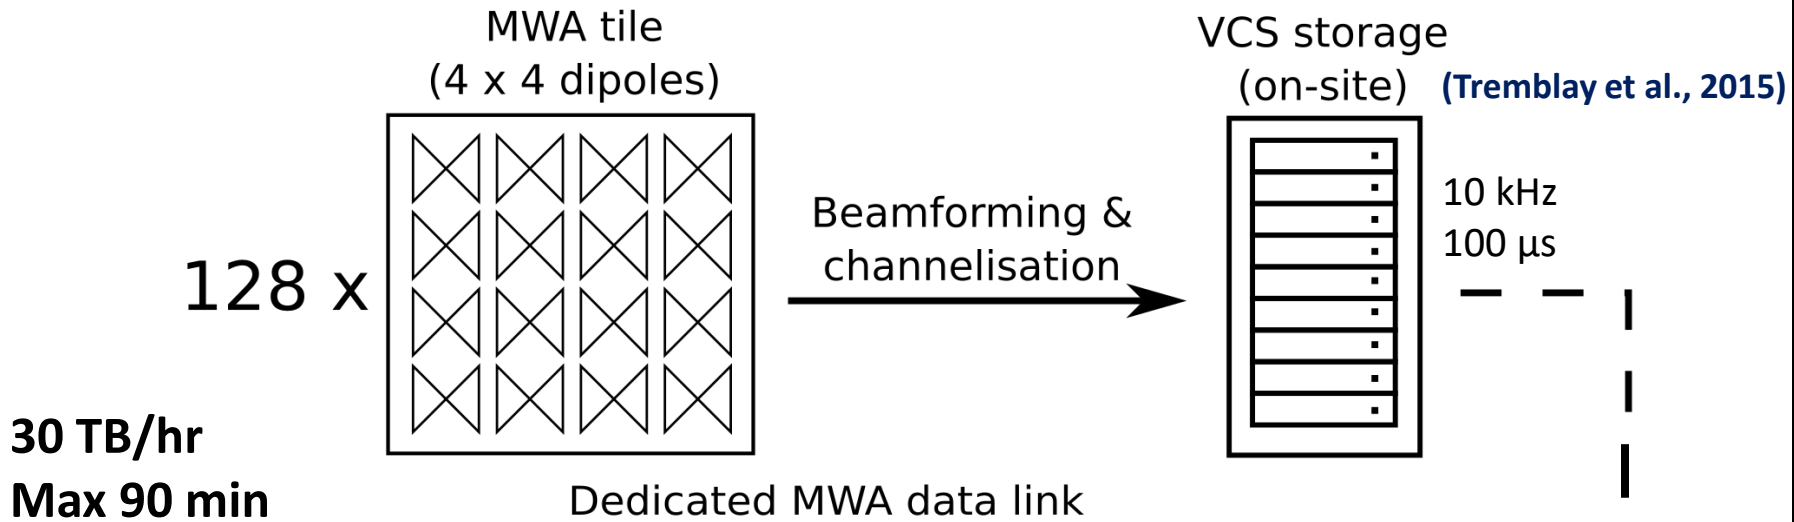 MWA tile
(4 x 4 dipoles)
VCS storage
(on-site)
(Tremblay et al., 2015)
128 x
Beamforming &
channelisation
10 kHz
100 µs
30 TB/hr
Max 90 min
Dedicated MWA data link